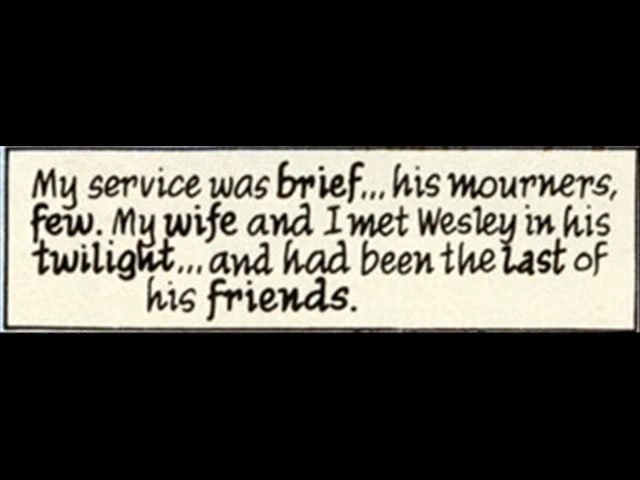 My service was brief... his mourners,
few. My wife and I met Wesley in his
twilight... and had been the last of
his friends.